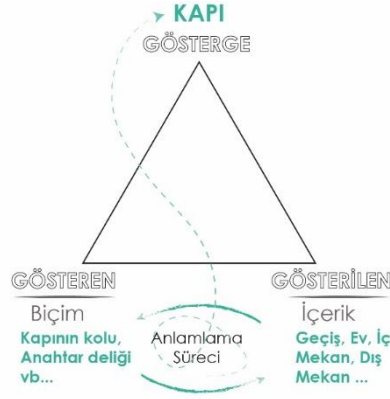 KAPI
GÖSTERGE
GÖSTEREN
Biçim
Kapının kolu,
Anahtar deliği
vb...
Anlamlama
Süreci
GÖSTERİLEN
İçerik
Geçiş, Ev, İç
Mekan, Dış
Mekan ...